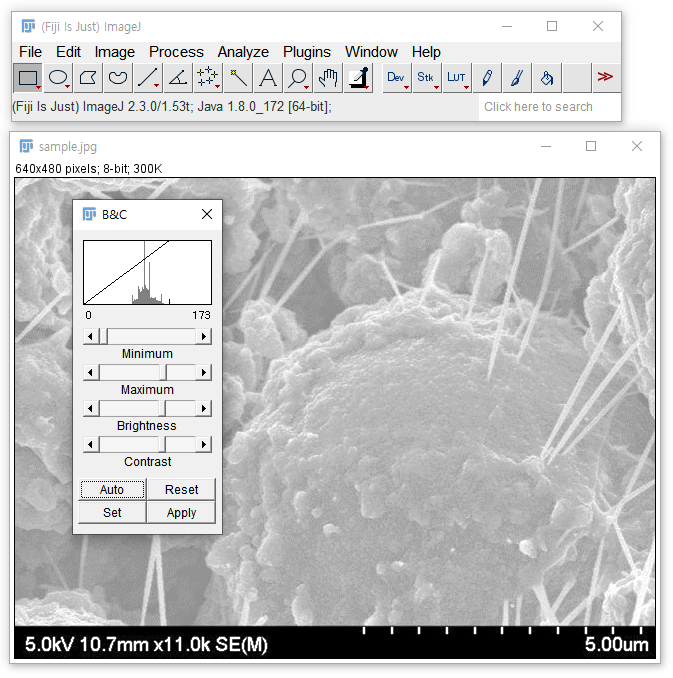 (Fiji Is Just) ImageJ
File Edit Image Process Analyze Plugins Window Help
Dev Stk LUT >>
(Fiji Is Just) ImageJ 2.3.0/1.53t; Java 1.8.0_172 [64-bit]; Click here to search
sample.jpg
640x480 pixels; 8-bit; 300K
B&C
0 173
Minimum
Maximum
Brightness
Contrast
Auto Reset
Set Apply
5.0kV 10.7mm x11.0k SE(M) 5.00um